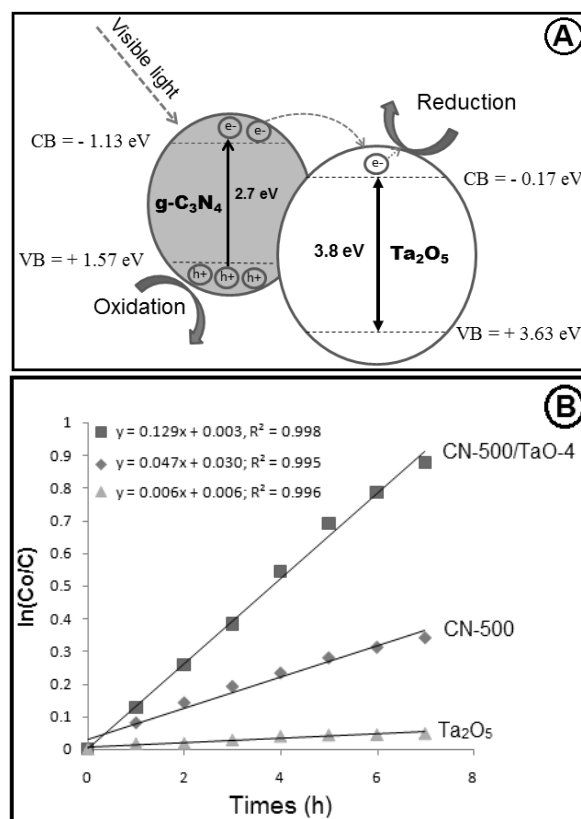 A
Visible light
Reduction
e-
e-
e-
CB = - 1.13 eV
CB = - 0.17 eV
g-C₃N₄
2.7 eV
3.8 eV
Ta₂O₅
VB = + 1.57 eV
h+
h+
h+
Oxidation
VB = + 3.63 eV
B
1
0.9
0.8
0.7
0.6
0.5
0.4
0.3
0.2
0.1
0
ln(Co/C)
y = 0.129x + 0.003, R² = 0.998
y = 0.047x + 0.030; R² = 0.995
y = 0.006x + 0.006; R² = 0.996
CN-500/TaO-4
CN-500
Ta₂O₅
0
2
4
6
8
Times (h)